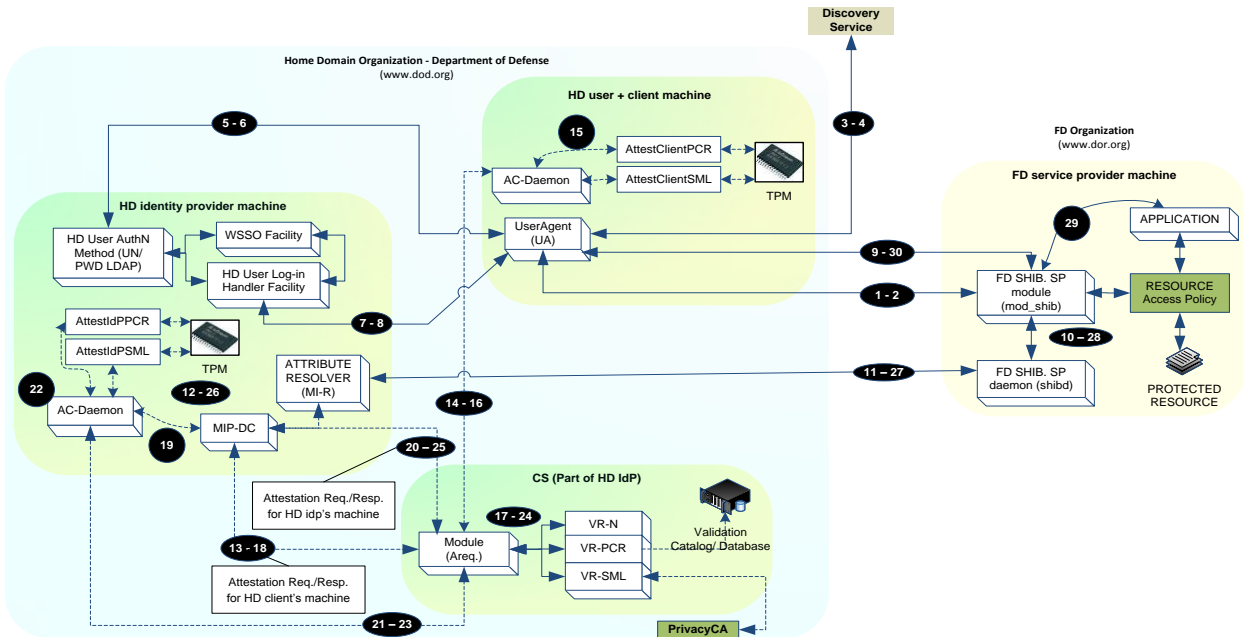 Discovery
Service
Home Domain Organization - Department of Defense
(www.dod.org)
HD user + client machine
5 - 6
15
3 - 4
AttestClientPCR
AC-Daemon
AttestClientSML
TPM
FD Organization
(www.dor.org)
FD service provider machine
HD identity provider machine
HD User AuthN
Method (UN/
PWD LDAP)
WSSO Facility
HD User Log-in
Handler Facility
UserAgent
(UA)
29
APPLICATION
9 - 30
1 - 2
FD SHIB. SP
module
(mod_shib)
RESOURCE
Access Policy
7 - 8
10 – 28
AttestIdPPCR
AttestIdPSML
TPM
ATTRIBUTE
RESOLVER
(MI-R)
11 – 27
FD SHIB. SP
daemon (shibd)
PROTECTED
RESOURCE
22
12 - 26
AC-Daemon
14 - 16
MIP-DC
19
20 – 25
Attestation Req./Resp.
for HD idp's machine
CS (Part of HD IdP)
17 - 24
VR-N
VR-PCR
VR-SML
Validation
Catalog/ Database
Module
(Areq.)
13 - 18
Attestation Req./Resp.
for HD client's machine
21 – 23
PrivacyCA